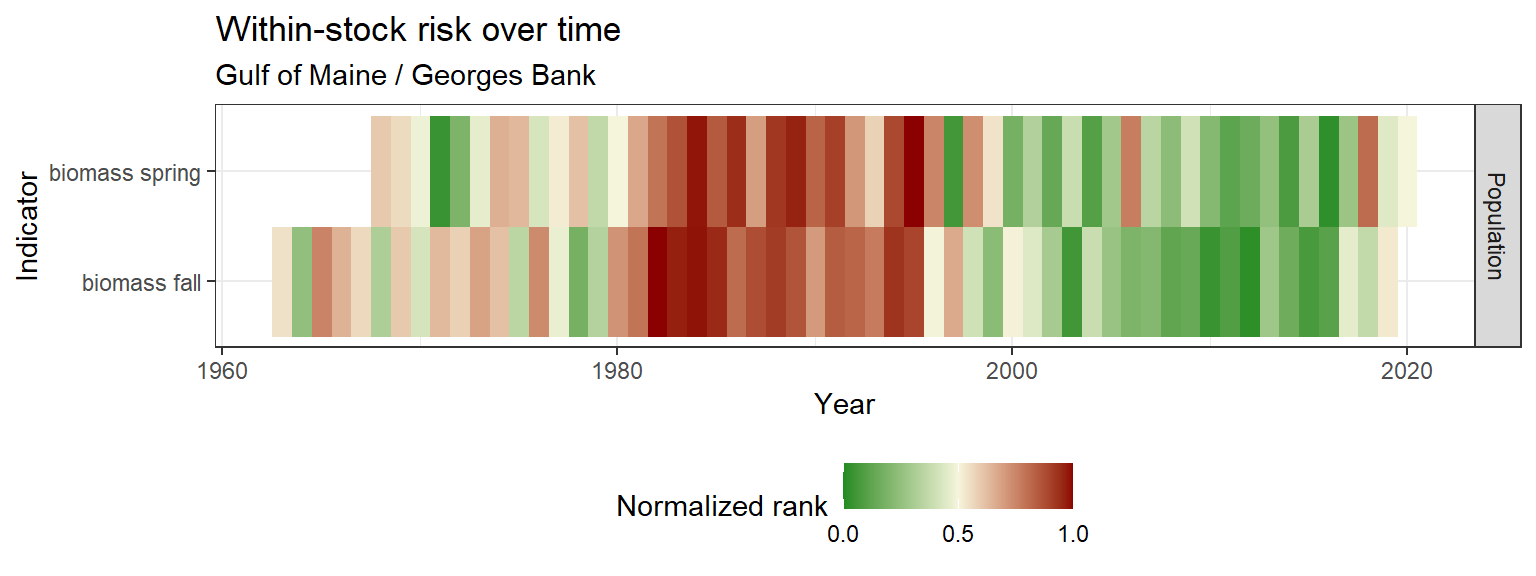 Within-stock risk over time
Gulf of Maine / Georges Bank
Indicator
biomass spring
biomass fall
Population
1960 1980 2000 2020
Year
Normalized rank
0.0 0.5 1.0